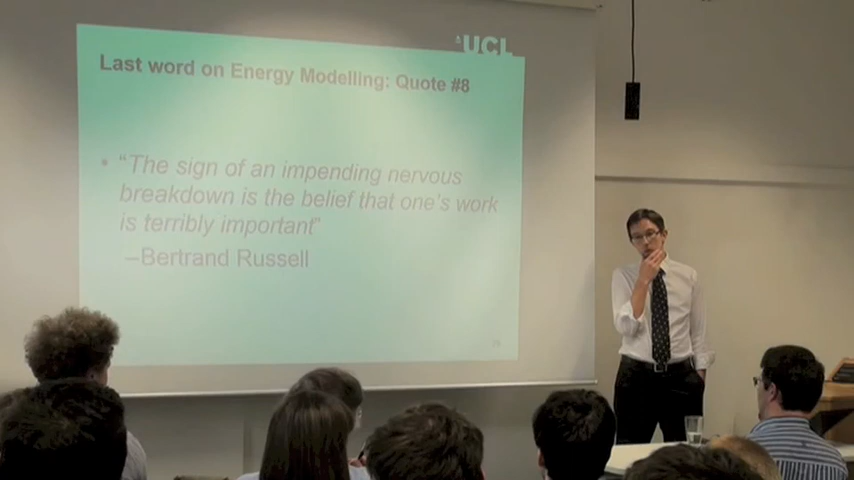 UCL
Last word on Energy Modelling: Quote #8
• "The sign of an impending nervous
breakdown is the belief that one's work
is terribly important"
–Bertrand Russell